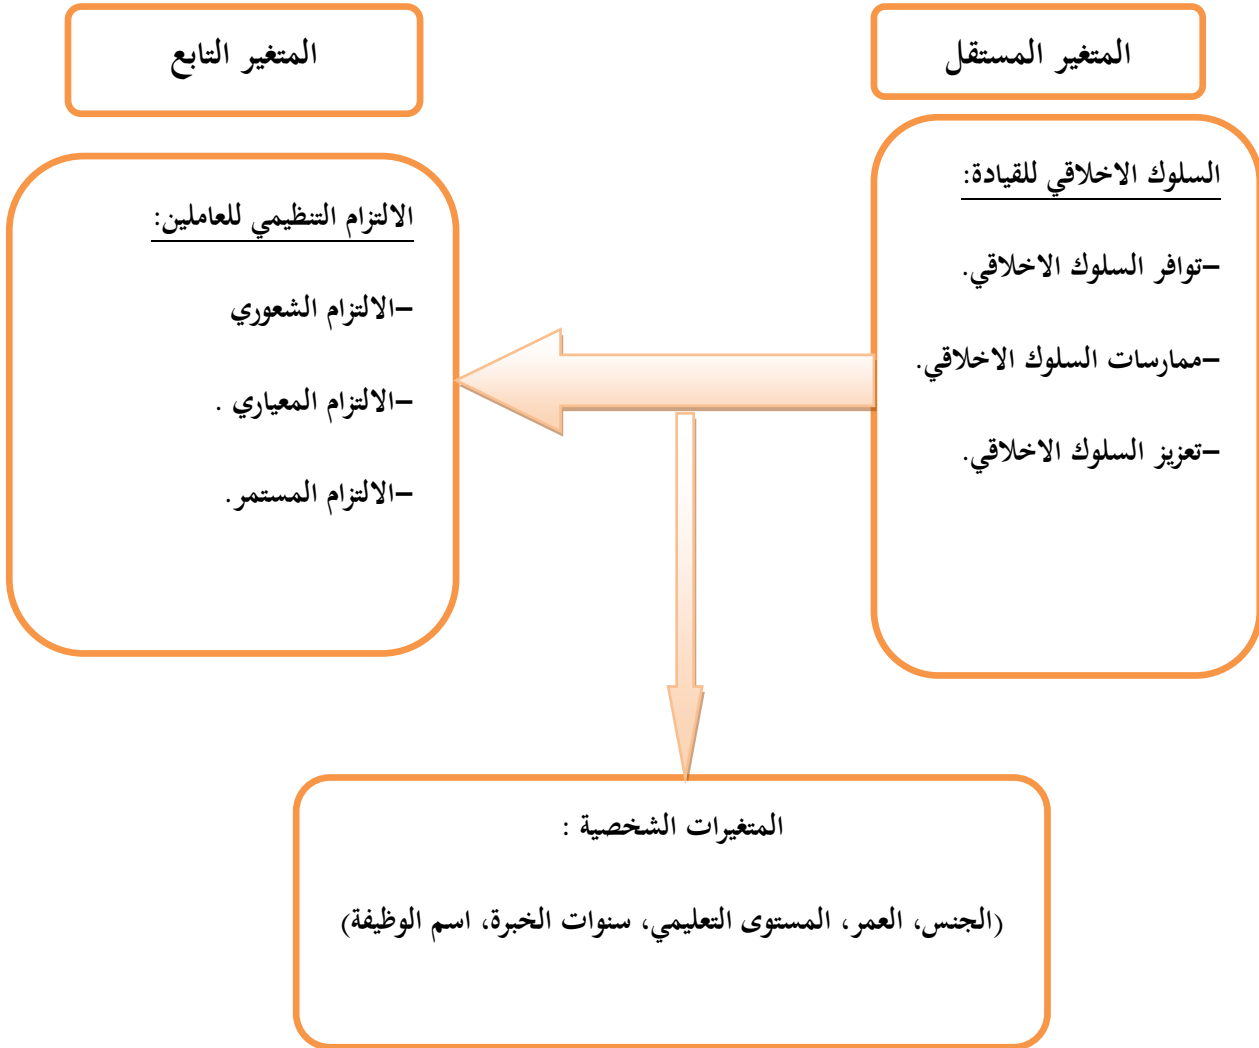 المتغير المستقل
السلوك الاخلاقي للقيادة:
-توافر السلوك الاخلاقي.
-ممارسات السلوك الاخلاقي.
-تعزيز السلوك الاخلاقي.
المتغير التابع
الالتزام التنظيمي للعاملين:
-الالتزام الشعوري
-الالتزام المعياري .
-الالتزام المستمر.
المتغيرات الشخصية :
(الجنس، العمر، المستوى التعليمي، سنوات الخبرة، اسم الوظيفة)